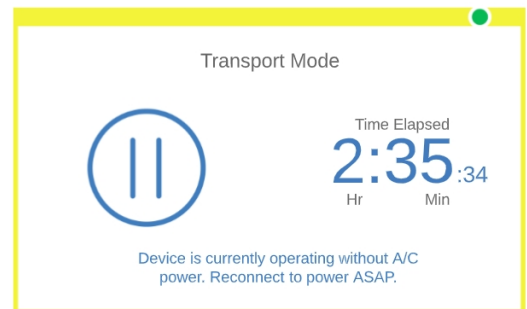 Transport Mode
Time Elapsed
2:35:34
Hr Min
Device is currently operating without A/C
power. Reconnect to power ASAP.